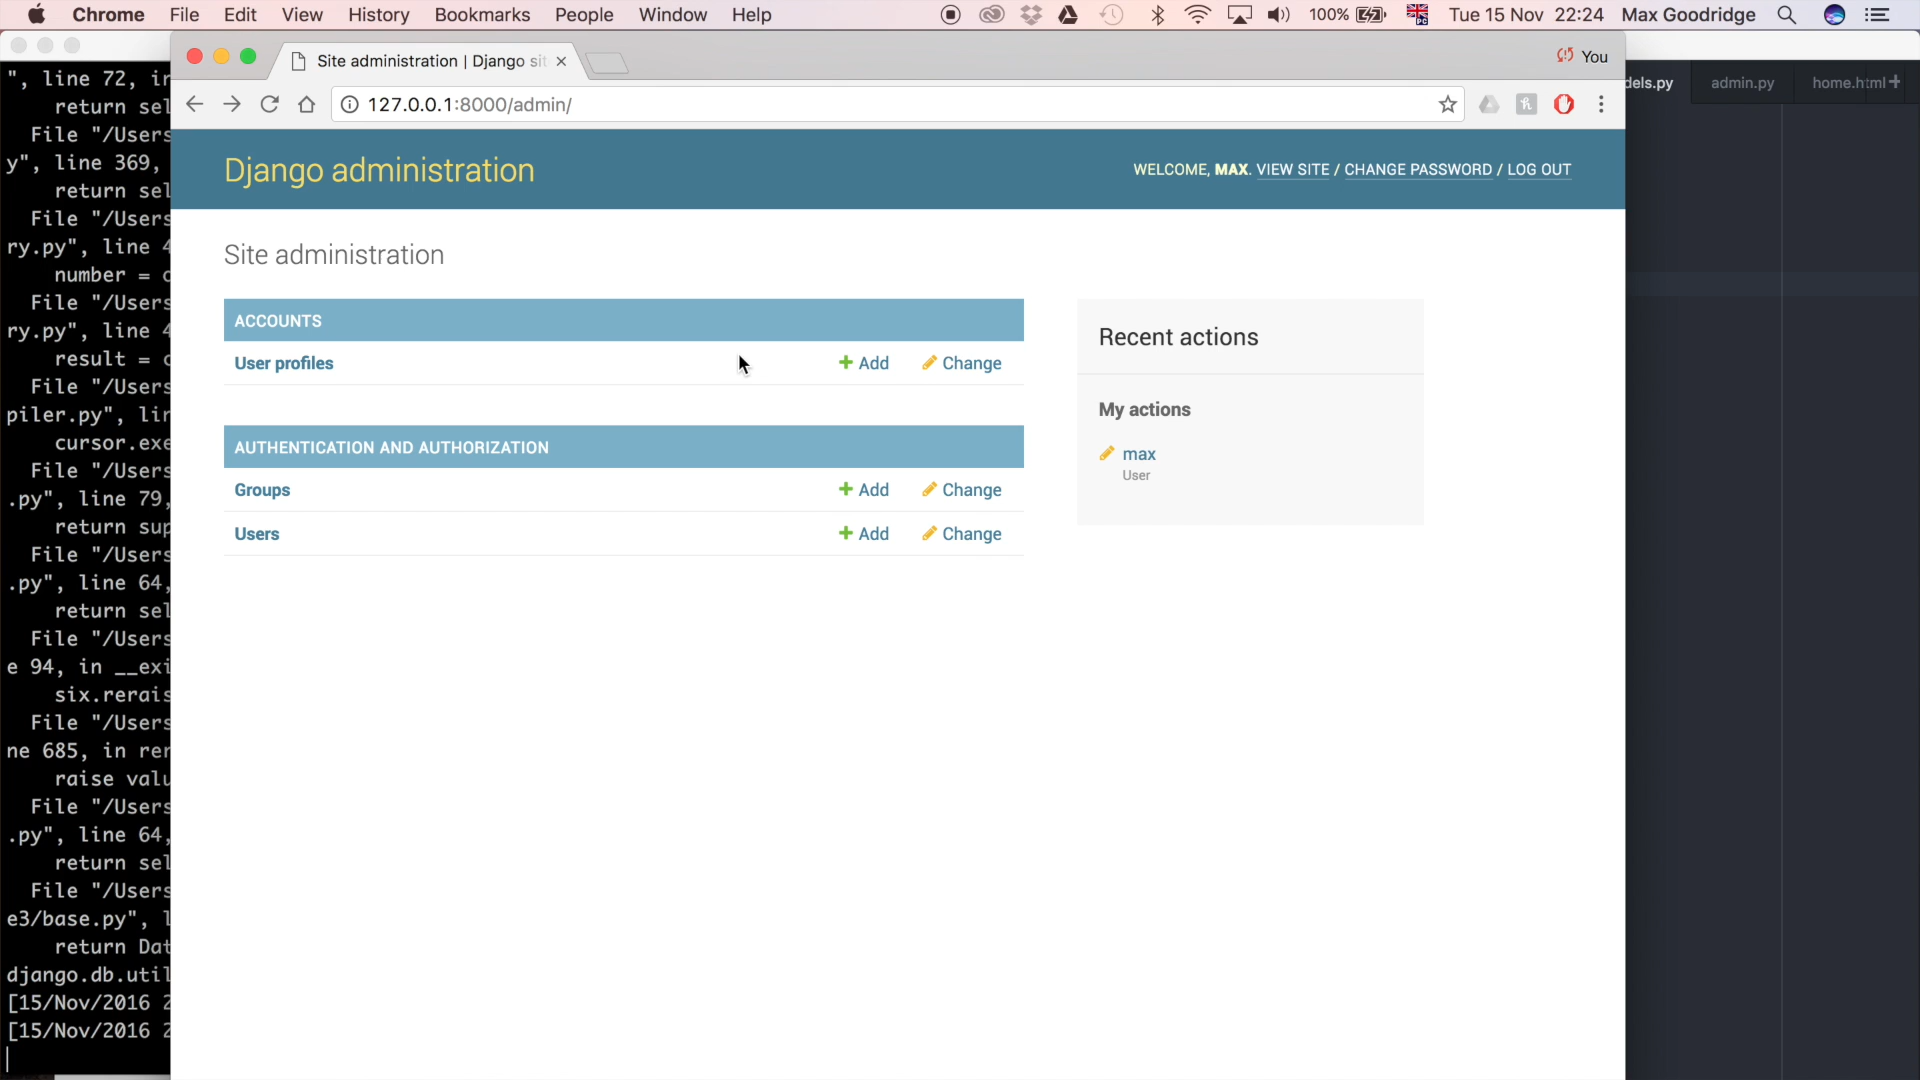 Chrome File Edit View History Bookmarks People Window Help 100% Tue 15 Nov 22:24 Max Goodridge
Site administration | Django sit
You
127.0.0.1:8000/admin/
Django administration
WELCOME, MAX. VIEW SITE / CHANGE PASSWORD / LOG OUT
Site administration
ACCOUNTS
User profiles + Add Change
AUTHENTICATION AND AUTHORIZATION
Groups + Add Change
Users + Add Change
Recent actions
My actions
max
User
", line 72, in
return sel
File "/Users
y", line 369,
return sel
File "/Users
ry.py", line 4
number = c
File "/Users
ry.py", line 4
result = c
File "/Users
piler.py", lin
cursor.exe
File "/Users
.py", line 79,
return sup
File "/Users
.py", line 64,
return sel
File "/Users
e 94, in __exi
six.rerais
File "/Users
ne 685, in rer
raise valu
File "/Users
.py", line 64,
return sel
File "/Users
e3/base.py", l
return Dat
django.db.util
[15/Nov/2016 2
[15/Nov/2016 2
dels.py admin.py home.html +